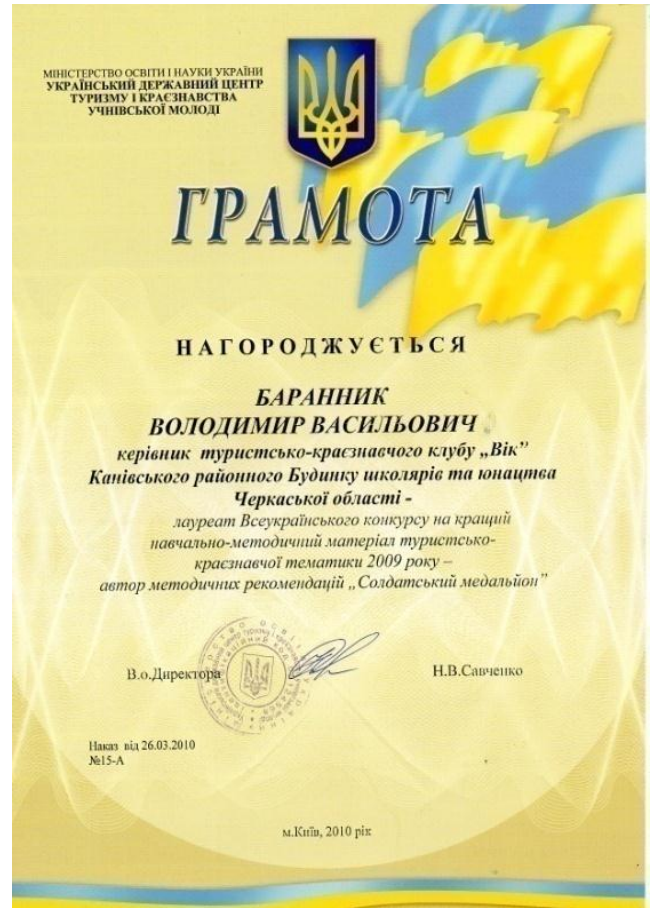 МІНІСТЕРСТВО ОСВІТИ І НАУКИ УКРАЇНИ
УКРАЇНСЬКИЙ ДЕРЖАВНИЙ ЦЕНТР
ТУРИЗМУ І КРАЄЗНАВСТВА
УЧНІВСЬКОЇ МОЛОДІ
ГРАМОТА
НАГОРОДЖУЄТЬСЯ
БАРАННИК
ВОЛОДИМИР ВАСИЛЬОВИЧ
керівник туристсько-краєзнавчого клубу „Вік”
Канівського районного Будинку школярів та юнацтва
Черкаської області -
лауреат Всеукраїнського конкурсу на кращий
навчально-методичний матеріал туристсько-
краєзнавчої тематики 2009 року –
автор методичних рекомендацій „Солдатський медальйон”
В.о.Директора
Н.В.Савченко
Наказ від 26.03.2010
№15-А
м.Київ, 2010 рік